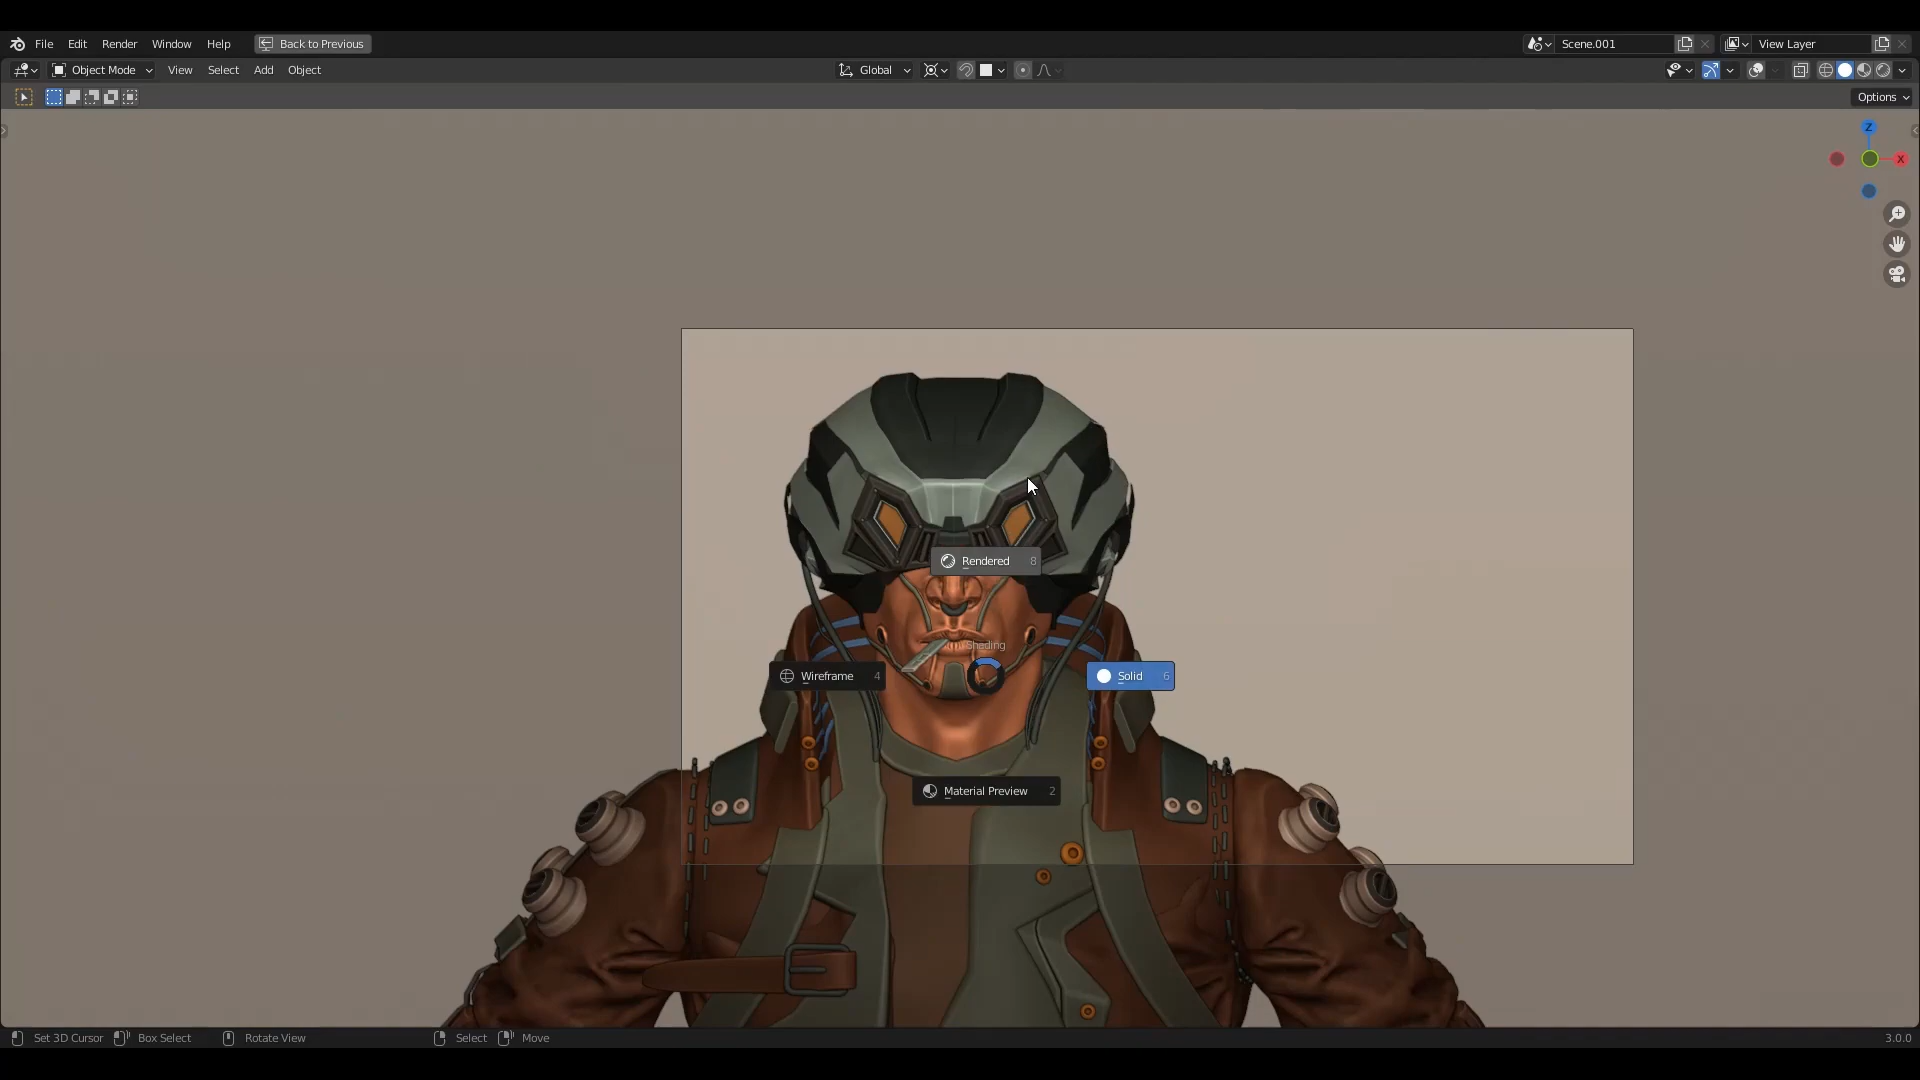 File Edit Render Window Help Back to Previous Scene.001 View Layer
Object Mode View Select Add Object Global
Options
Z
X
Rendered 8
Shading
Wireframe 4 Solid 6
Material Preview 2
Set 3D Cursor Box Select Rotate View Select Move 3.0.0